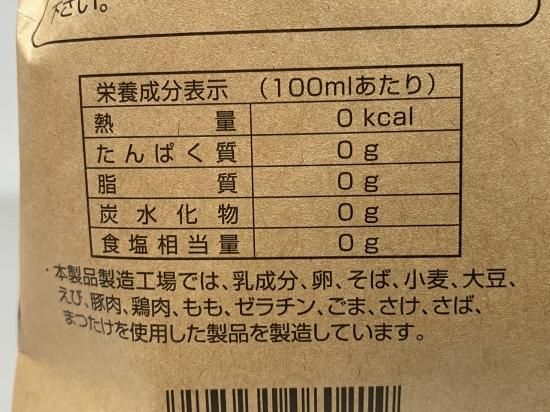 下さい。
栄養成分表示 (100mlあたり)
熱量 0 kcal
たんぱく質 0 g
脂質 0 g
炭水化物 0 g
食塩相当量 0 g
・本製品製造工場では、乳成分、卵、そば、小麦、大豆、
えび、豚肉、鶏肉、もも、ゼラチン、ごま、さけ、さば、
まつたけを使用した製品を製造しています。